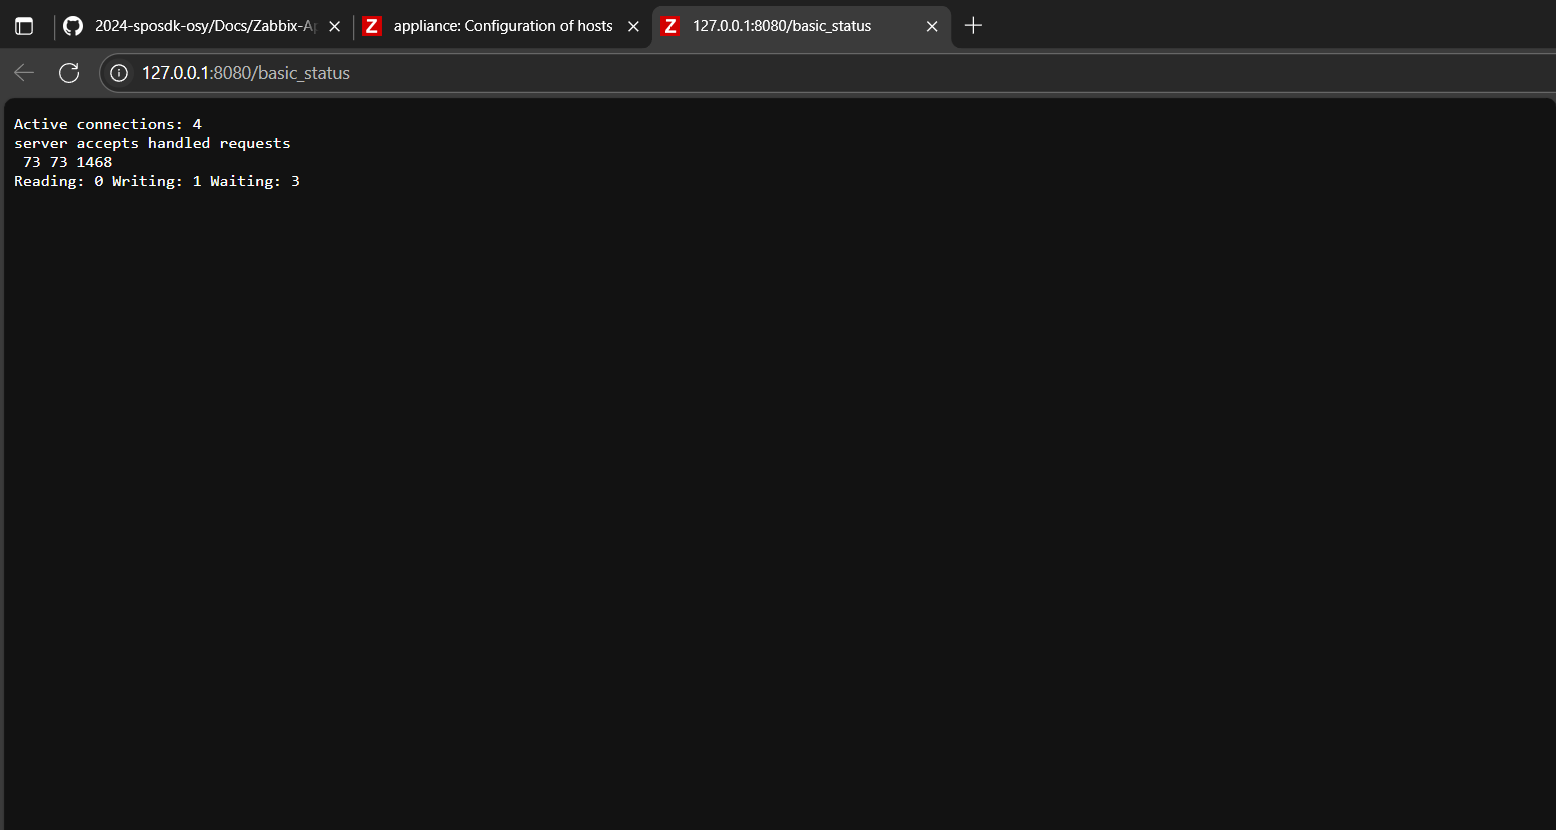 2024-sposdk-osy/Docs/Zabbix-Ap
Z appliance: Configuration of hosts
Z 127.0.0.1:8080/basic_status
127.0.0.1:8080/basic_status
Active connections: 4
server accepts handled requests
73 73 1468
Reading: 0 Writing: 1 Waiting: 3